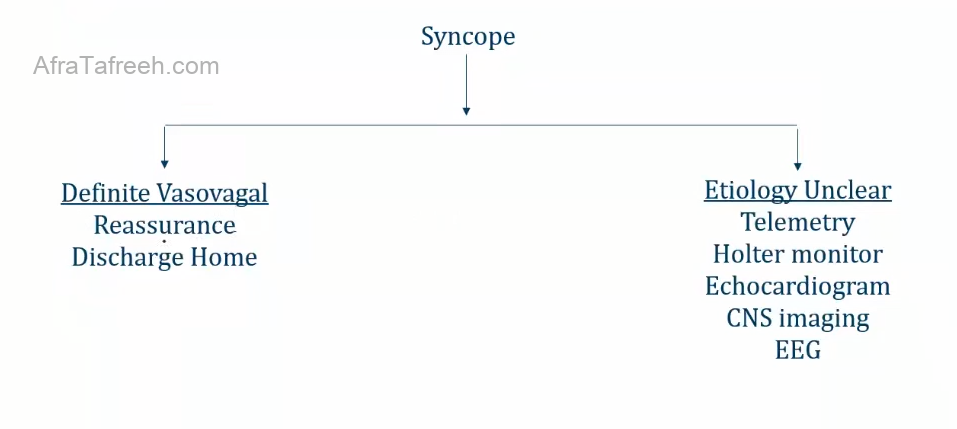 Syncope
AfraTafreeh.com
Definite Vasovagal
Reassurance
Discharge Home
Etiology Unclear
Telemetry
Holter monitor
Echocardiogram
CNS imaging
EEG